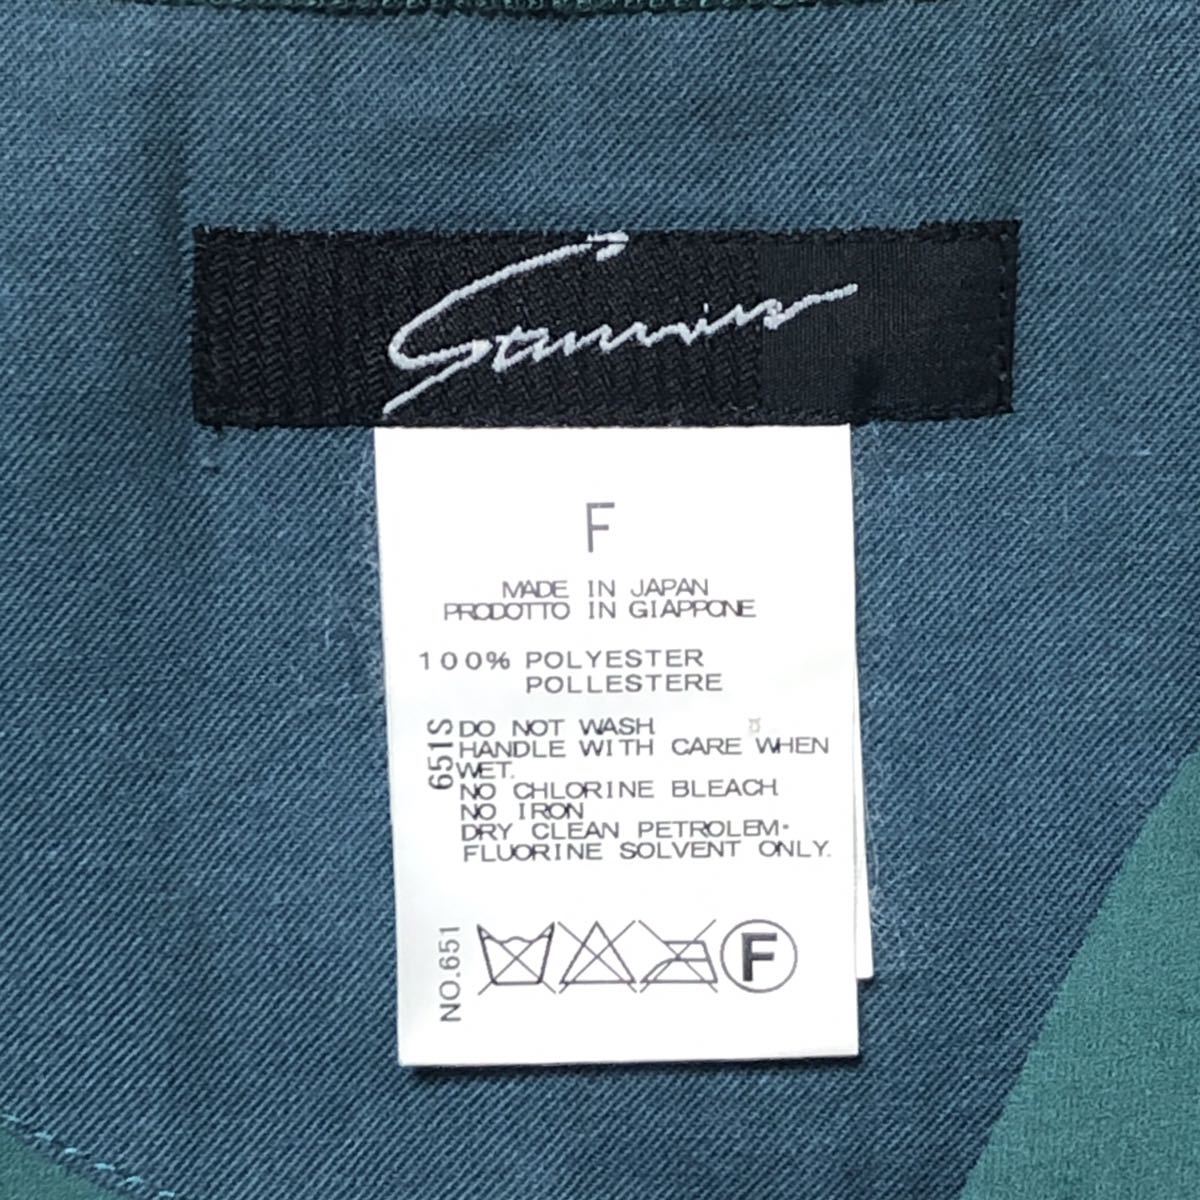 F
MADE IN JAPAN
PRODOTTO IN GIAPPONE
100% POLYESTER
POLLESTERE
651S
DO NOT WASH
HANDLE WITH CARE WHEN
WET.
NO CHLORINE BLEACH
NO IRON
DRY CLEAN PETROLEM·
FLUORINE SOLVENT ONLY.
NO.651
F